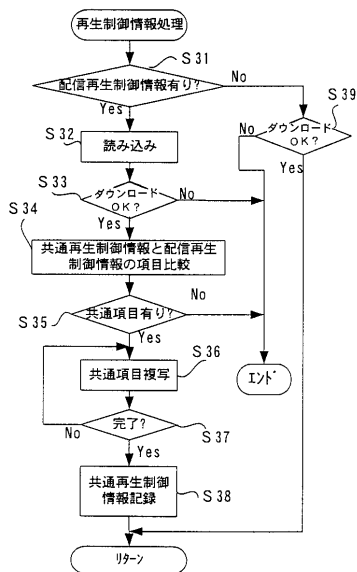 再生制御情報処理
S31
配信再生制御情報有り?
No
Yes
S39
S32
読み込み
No
ダウンロード
OK?
Yes
S33
ダウンロード
OK?
No
Yes
S34
共通再生制御情報と配信再生
制御情報の項目比較
No
S35
共通項目有り?
Yes
S36
共通項目複写
エンド
完了?
No
S37
Yes
共通再生制御
情報記録
S38
リターン